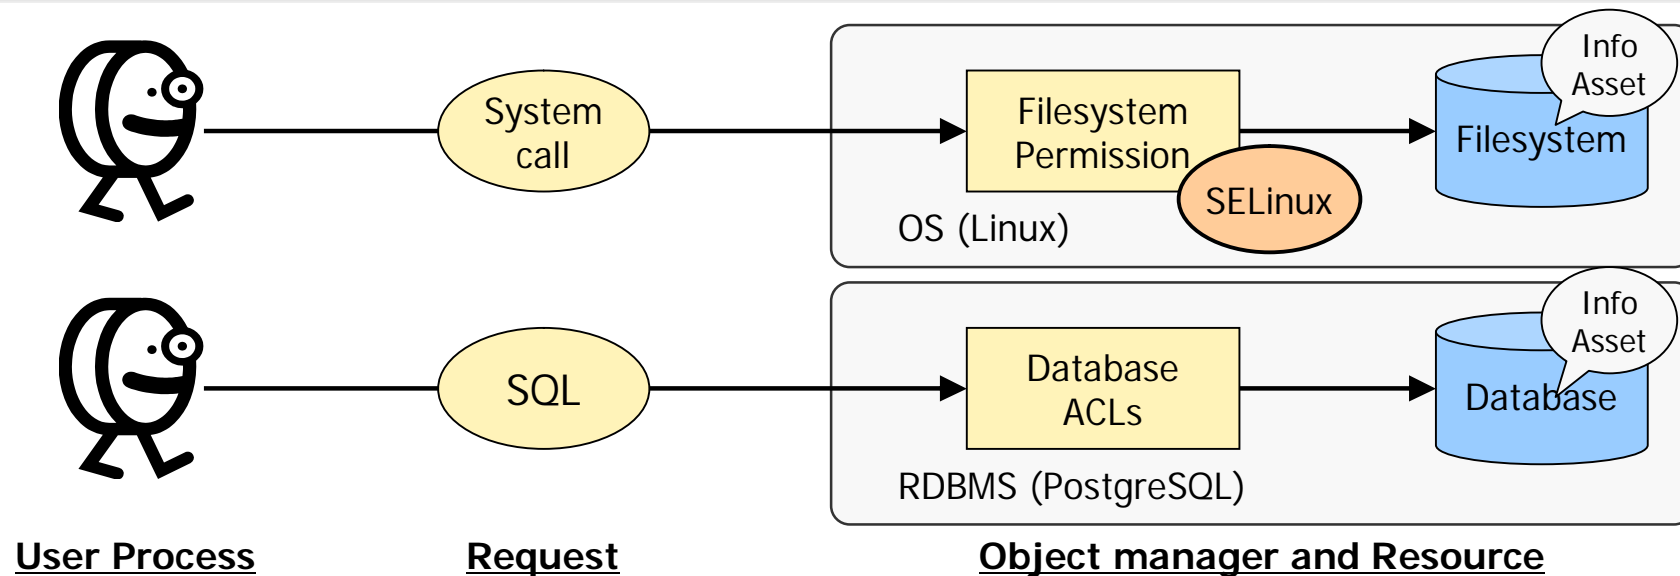 Info
Asset
System
call
Filesystem
Permission
Filesystem
SELinux
OS (Linux)
Info
Asset
SQL
Database
ACLs
Database
RDBMS (PostgreSQL)
User Process
Request
Object manager and Resource